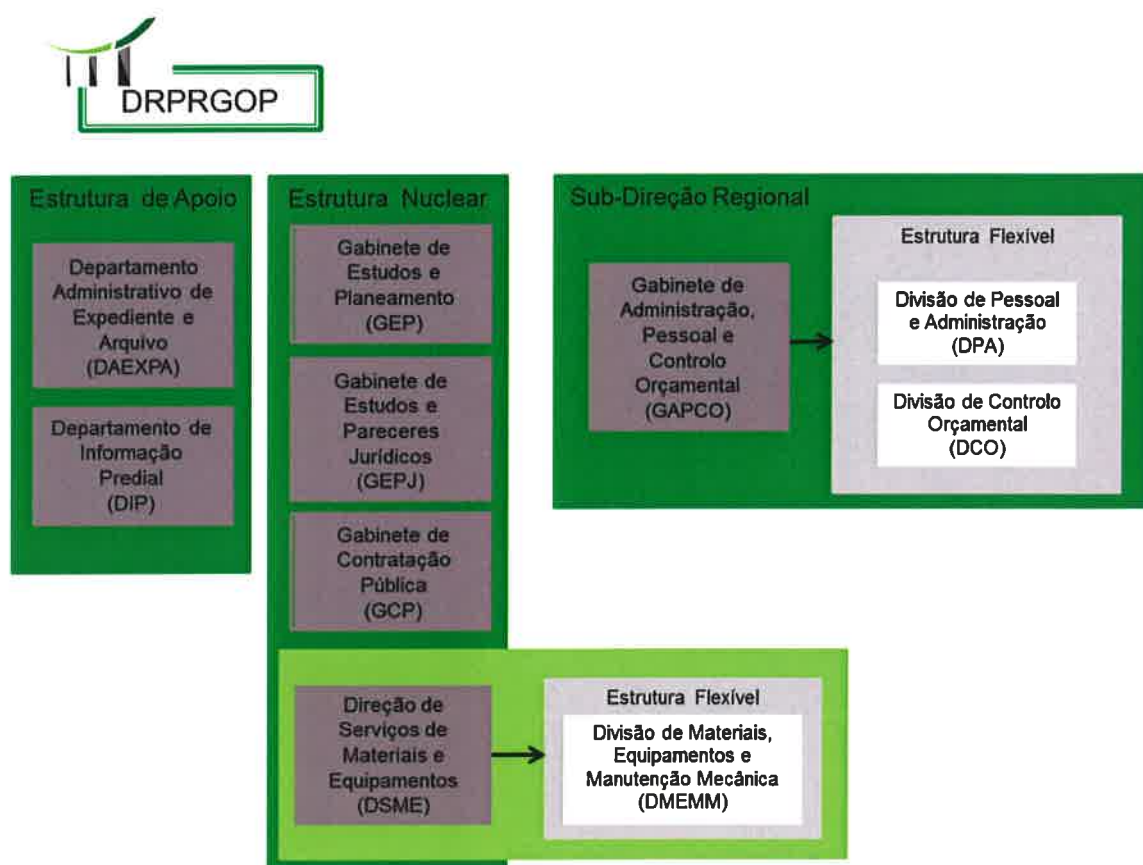 DRPRGOP
Estrutura de Apoio
Departamento
Administrativo de
Expediente e
Arquivo
(DAEXPA)
Departamento de
Informação
Predial
(DIP)
Estrutura Nuclear
Gabinete de
Estudos e
Planeamento
(GEP)
Gabinete de
Estudos e
Pareceres
Jurídicos
(GEPJ)
Gabinete de
Contratação
Pública
(GCP)
Direção de
Serviços de
Materiais e
Equipamentos
(DSME)
Estrutura Flexível
Divisão de Materiais,
Equipamentos e
Manutenção Mecânica
(DMEMM)
Sub-Direção Regional
Gabinete de
Administração,
Pessoal e
Controlo
Orçamental
(GAPCO)
Estrutura Flexível
Divisão de Pessoal
e Administração
(DPA)
Divisão de Controlo
Orçamental
(DCO)